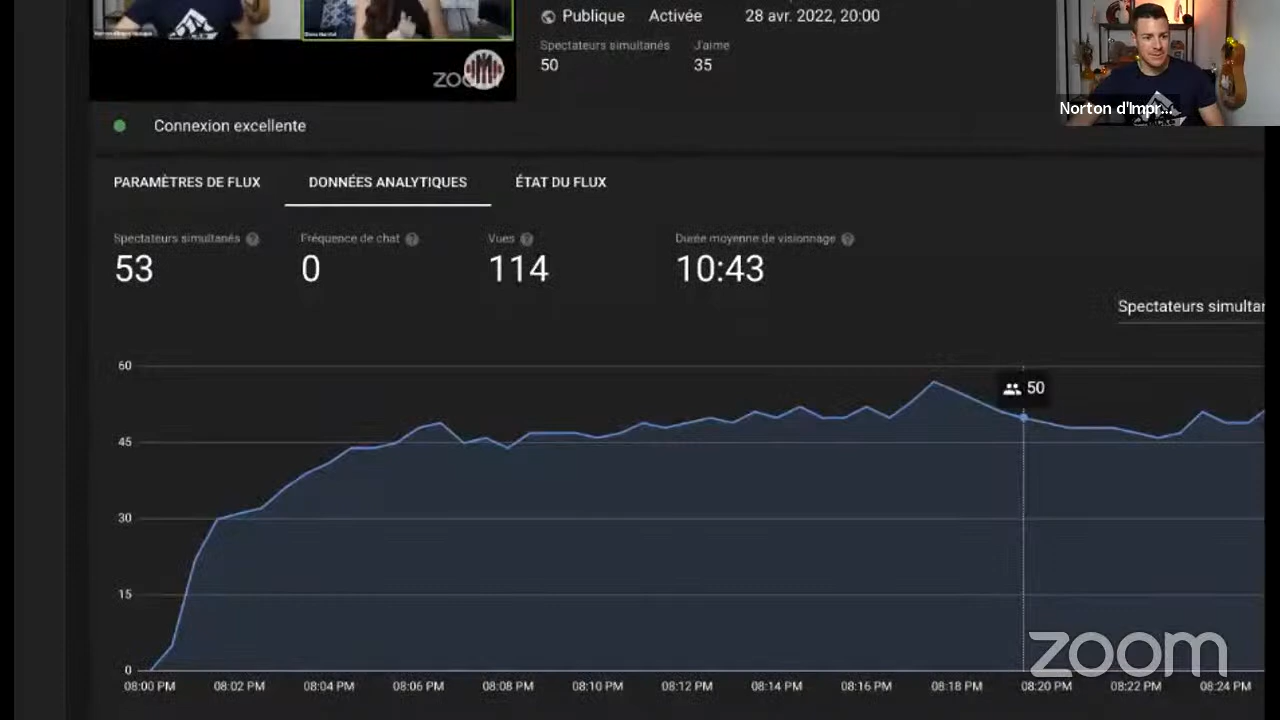 Publique Activée 28 avr. 2022, 20:00
Spectateurs simultanés J'aime
50 35
zoom
Norton d'Impr...
Connexion excellente
PARAMÈTRES DE FLUX DONNÉES ANALYTIQUES ÉTAT DU FLUX
Spectateurs simultanés Fréquence de chat Vues Durée moyenne de visionnage
53 0 114 10:43
Spectateurs simultan
60
50
45
30
15
0
zoom
08:00 PM 08:02 PM 08:04 PM 08:06 PM 08:08 PM 08:10 PM 08:12 PM 08:14 PM 08:16 PM 08:18 PM 08:20 PM 08:22 PM 08:24 PM